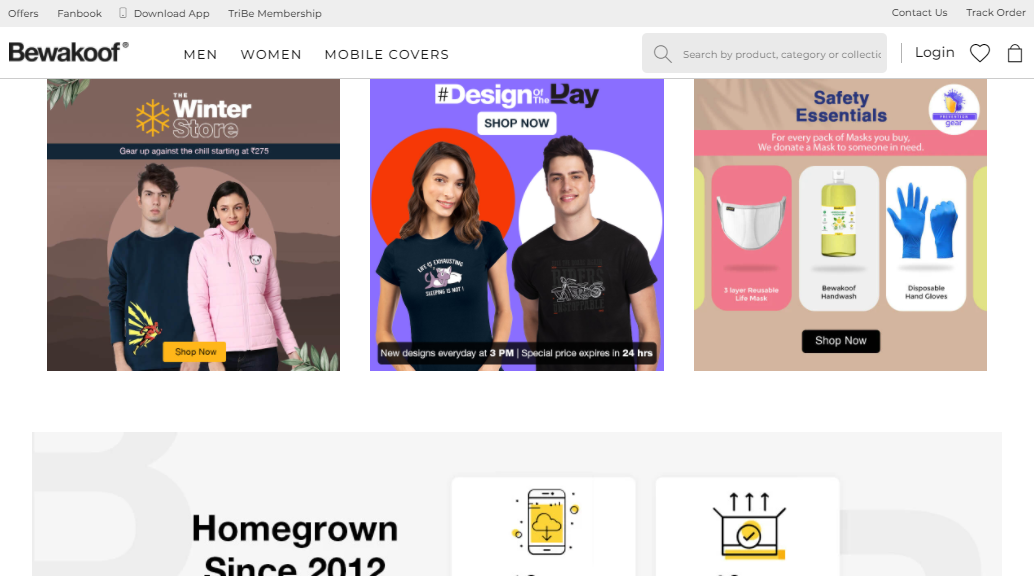 Offers Fanbook Download App TriBe Membership Contact Us Track Order
Bewakoof®
MEN WOMEN MOBILE COVERS
Search by product, category or collectic
Login
THE
Winter
Store
Gear up against the chill starting at ₹275
Shop Now
#Design Of The Day
SHOP NOW
LIFE IS EXHAUSTING
SLEEPING IS NOT !
New designs everyday at 3 PM | Special price expires in 24 hrs
Safety
Essentials
gear
For every pack of Masks you buy,
We donate a Mask to someone in need.
3 layer Reusable
Life Mask
Bewakoof
Handwash
Disposable
Hand Gloves
Shop Now
Homegrown
Since 2012